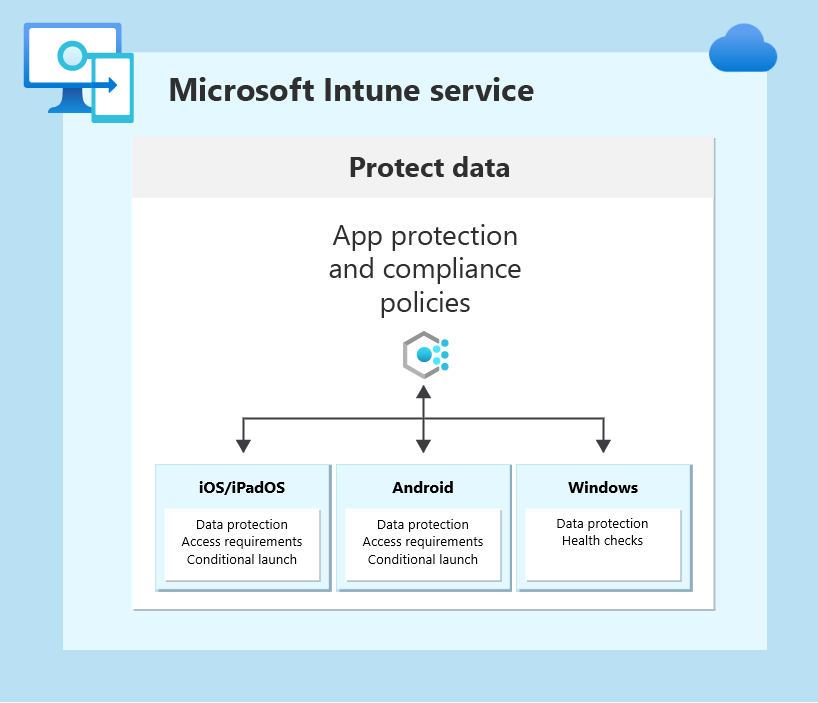 Microsoft Intune service
Protect data
App protection
and compliance
policies
iOS/iPadOS
Data protection
Access requirements
Conditional launch
Android
Data protection
Access requirements
Conditional launch
Windows
Data protection
Health checks